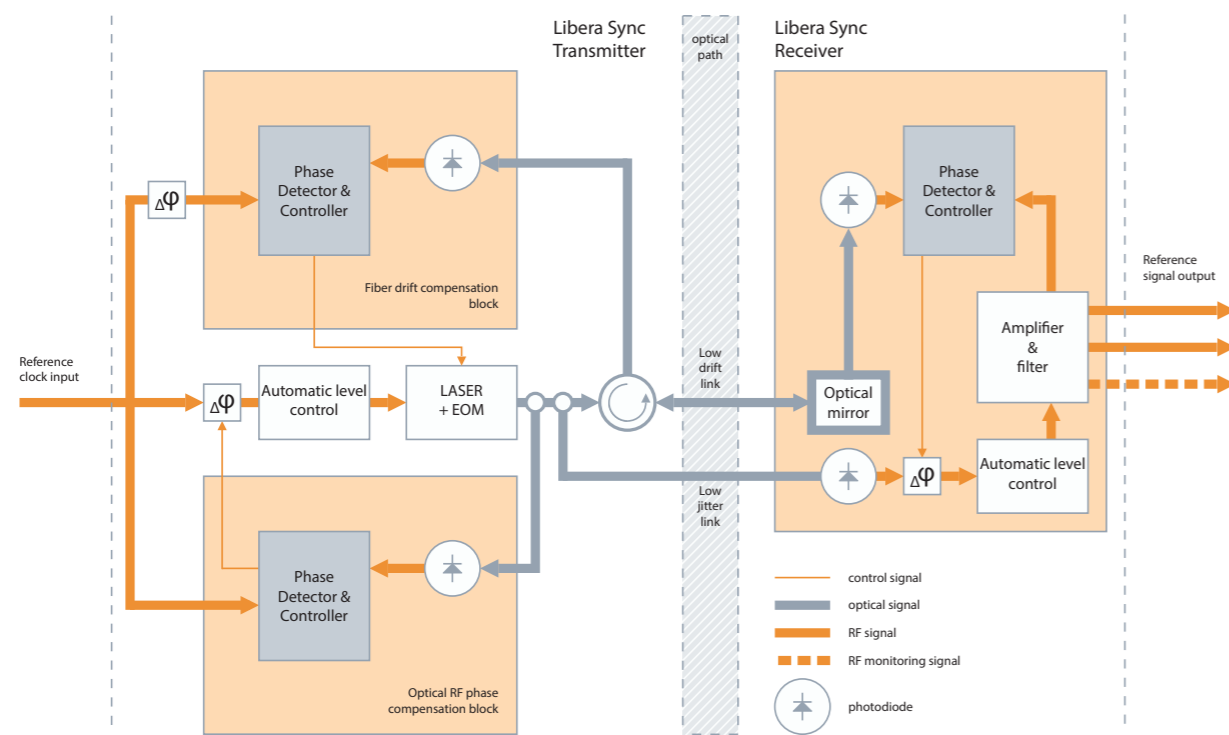 Libera Sync
Transmitter
optical
path
Libera Sync
Receiver
Phase
Detector &
Controller
Δφ
Fiber drift compensation
block
Reference
clock input
Δφ
Automatic level
control
LASER
+ EOM
Phase
Detector &
Controller
Optical RF phase
compensation block
Low
drift
link
Low
jitter
link
Phase
Detector &
Controller
Optical
mirror
Δφ
Amplifier
&
filter
Automatic level
control
Reference
signal output
control signal
optical signal
RF signal
RF monitoring signal
photodiode